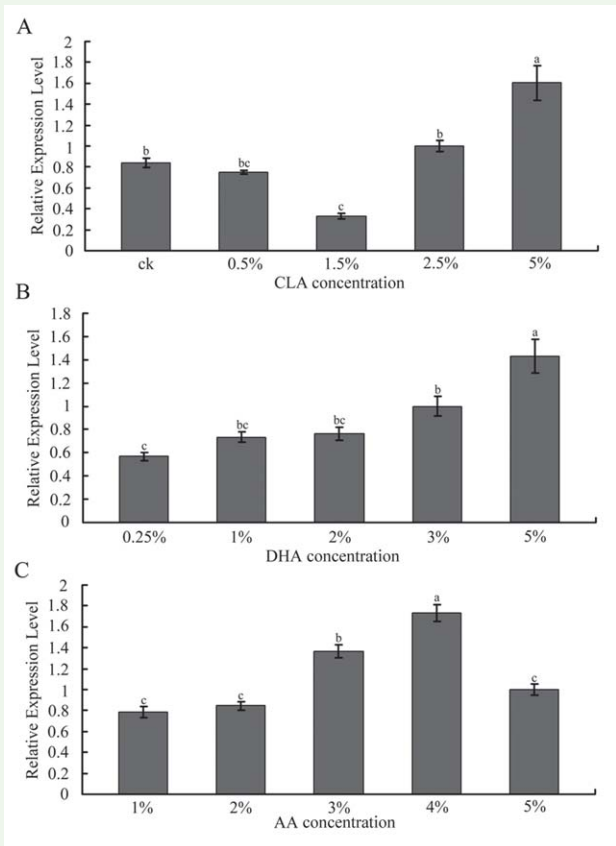 A
Relative Expression Level
2
1.8
1.6
1.4
1.2
1
0.8
0.6
0.4
0.2
0
b
bc
c
b
a
ck 0.5% 1.5% 2.5% 5%
CLA concentration
B
Relative Expression Level
1.8
1.6
1.4
1.2
1
0.8
0.6
0.4
0.2
0
c
bc
bc
b
a
0.25% 1% 2% 3% 5%
DHA concentration
C
Relative Expression Level
2
1.8
1.6
1.4
1.2
1
0.8
0.6
0.4
0.2
0
c
c
b
a
c
1% 2% 3% 4% 5%
AA concentration